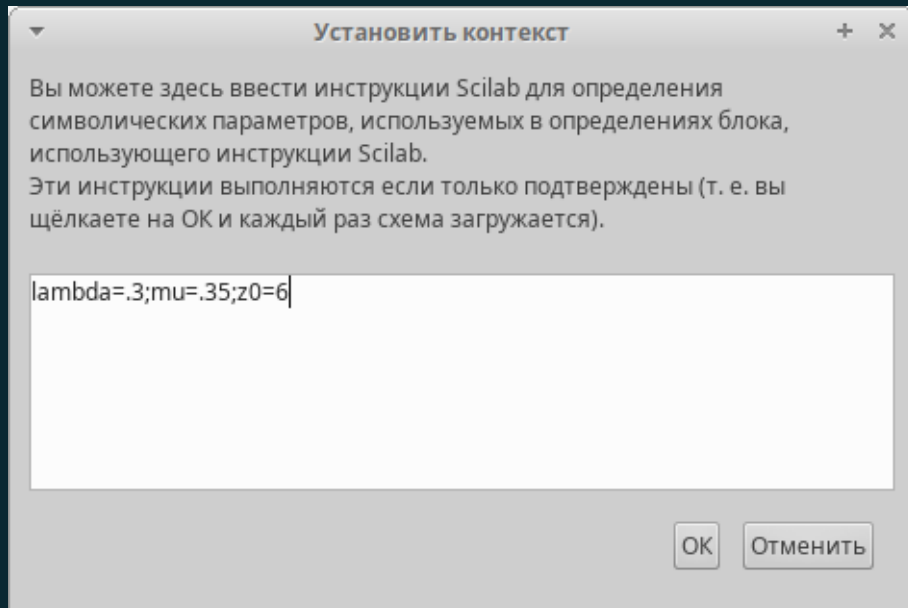 Установить контекст
Вы можете здесь ввести инструкции Scilab для определения
символических параметров, используемых в определениях блока,
использующего инструкции Scilab.
Эти инструкции выполняются если только подтверждены (т. е. вы
щёлкаете на ОК и каждый раз схема загружается).
lambda=.3;mu=.35;z0=6
ОК
Отменить